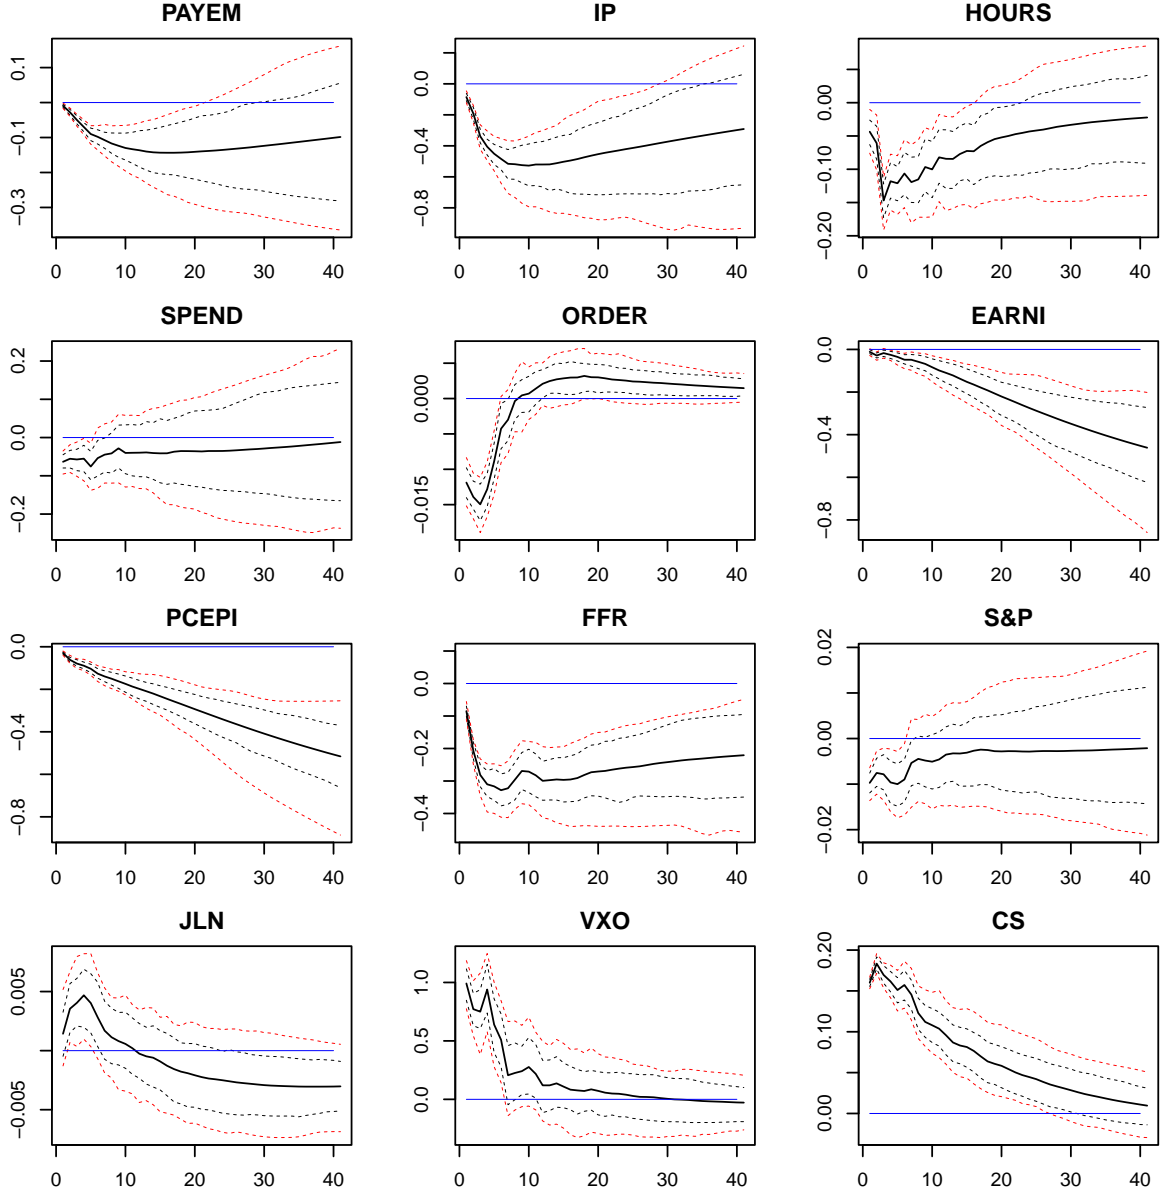 PAYEM IP HOURS
0.1 −0.1 −0.3
0.0 −0.4 −0.8
0.00 −0.10 −0.20
0 10 20 30 40 0 10 20 30 40 0 10 20 30 40
SPEND ORDER EARNI
0.2 0.0 −0.2
0.000 −0.015
0.0 −0.4 −0.8
0 10 20 30 40 0 10 20 30 40 0 10 20 30 40
PCEPI FFR S&P
0.0 −0.4 −0.8
0.0 −0.2 −0.4
0.02 0.00 −0.02
0 10 20 30 40 0 10 20 30 40 0 10 20 30 40
JLN VXO CS
0.005 −0.005
1.0 0.5 0.0
0.20 0.10 0.00
0 10 20 30 40 0 10 20 30 40 0 10 20 30 40